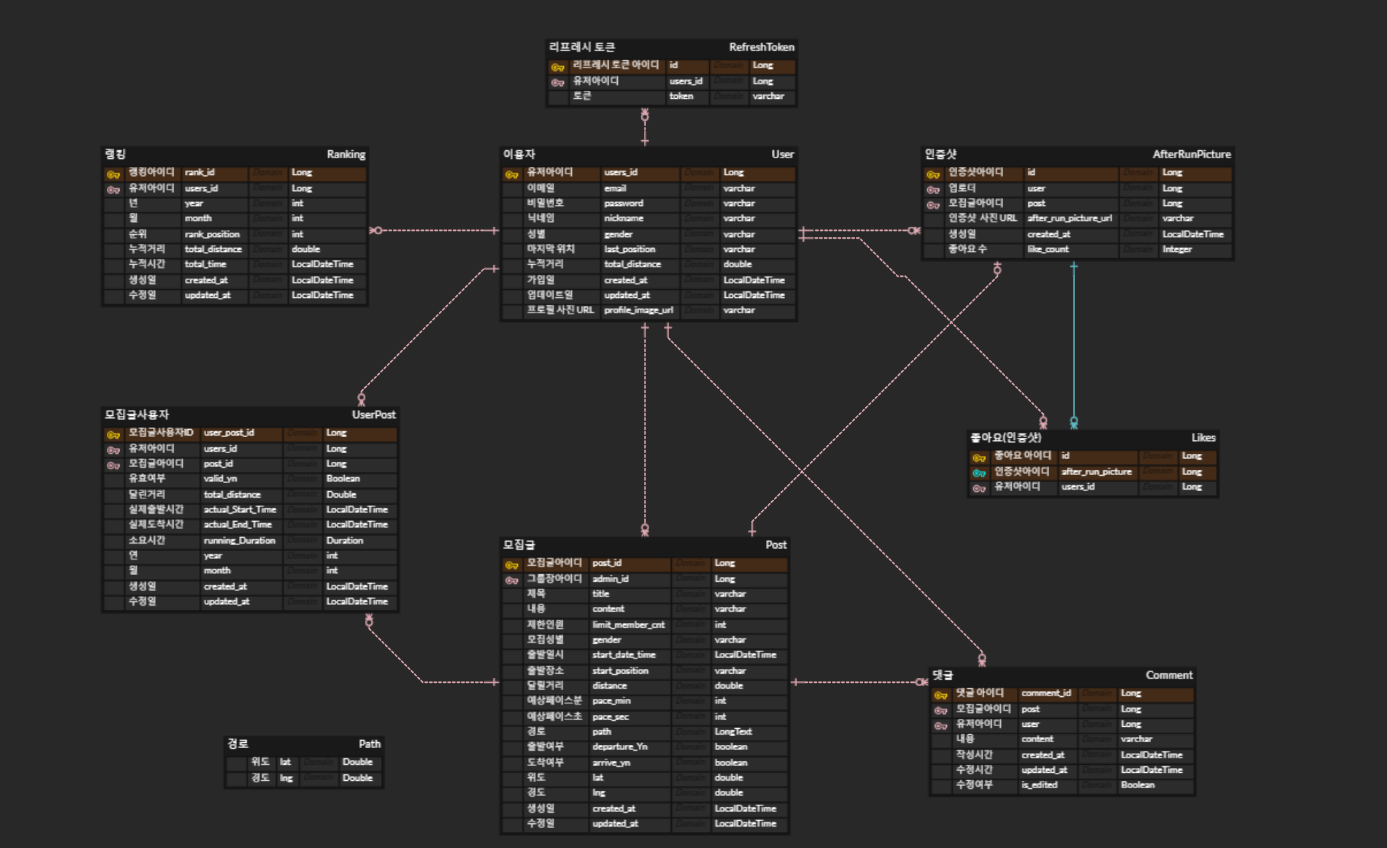 리프레시 토큰 RefreshToken
리프레시 토큰 아이디 id Domain Long
유저아이디 users_id Domain Long
토큰 token Domain varchar
랭킹 Ranking
랭킹아이디 rank_id Domain Long
유저아이디 users_id Domain Long
년 year Domain int
월 month Domain int
순위 rank_position Domain int
누적거리 total_distance Domain double
누적시간 total_time Domain LocalDateTime
생성일 created_at Domain LocalDateTime
수정일 updated_at Domain LocalDateTime
이용자 User
유저아이디 users_id Domain Long
이메일 email Domain varchar
비밀번호 password Domain varchar
닉네임 nickname Domain varchar
성별 gender Domain varchar
마지막 위치 last_position Domain varchar
누적거리 total_distance Domain double
가입일 created_at Domain LocalDateTime
업데이트일 updated_at Domain LocalDateTime
프로필 사진 URL profile_image_url Domain varchar
인증샷 AfterRunPicture
인증샷아이디 id Domain Long
업로더 user Domain Long
모집글아이디 post Domain Long
인증샷 사진 URL after_run_picture_url Domain varchar
생성일 created_at Domain LocalDateTime
좋아요 수 like_count Domain Integer
모집글사용자 UserPost
모집글사용자ID user_post_id Domain Long
유저아이디 users_id Domain Long
모집글아이디 post_id Domain Long
유효여부 valid_yn Domain Boolean
달린거리 total_distance Domain Double
실제출발시간 actual_Start_Time Domain LocalDateTime
실제도착시간 actual_End_Time Domain LocalDateTime
소요시간 running_Duration Domain Duration
연 year Domain int
월 month Domain int
생성일 created_at Domain LocalDateTime
수정일 updated_at Domain LocalDateTime
좋아요(인증샷) Likes
좋아요 아이디 id Domain Long
인증샷아이디 after_run_picture Domain Long
유저아이디 users_id Domain Long
모집글 Post
모집글아이디 post_id Domain Long
그룹장아이디 admin_id Domain Long
제목 title Domain varchar
내용 content Domain varchar
제한인원 limit_member_cnt Domain int
모집성별 gender Domain varchar
출발일시 start_date_time Domain LocalDateTime
출발장소 start_position Domain varchar
달릴거리 distance Domain double
예상페이스분 pace_min Domain int
예상페이스초 pace_sec Domain int
경로 path Domain LongText
출발여부 departure_Yn Domain boolean
도착여부 arrive_yn Domain boolean
위도 lat Domain double
경도 lng Domain double
생성일 created_at Domain LocalDateTime
수정일 updated_at Domain LocalDateTime
댓글 Comment
댓글 아이디 comment_id Domain Long
모집글아이디 post Domain Long
유저아이디 user Domain Long
내용 content Domain varchar
작성시간 created_at Domain LocalDateTime
수정시간 updated_at Domain LocalDateTime
수정여부 is_edited Domain Boolean
경로 Path
위도 lat Domain Double
경도 lng Domain Double